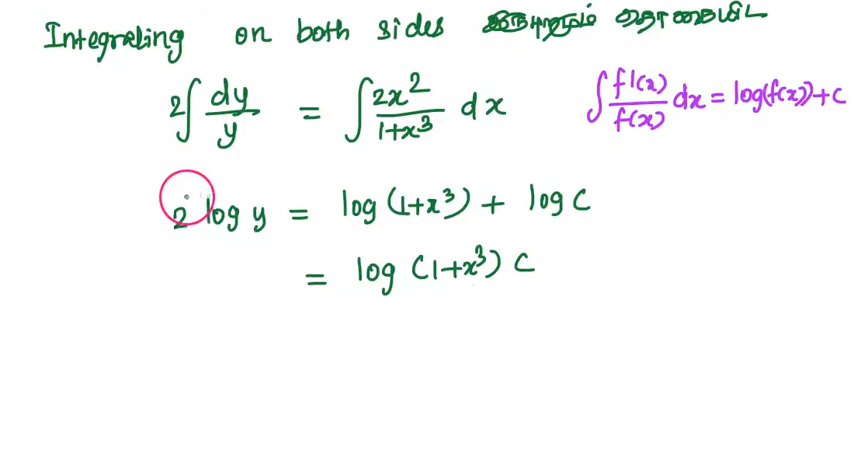 Integrating on both sides தொகையிட
2∫ dy/y = ∫ 2x²/1+x³ dx
∫ f'(x)/f(x) dx = log(f(x)) + c
2 log y = log (1+x³) + log C
= log (1+x³) C